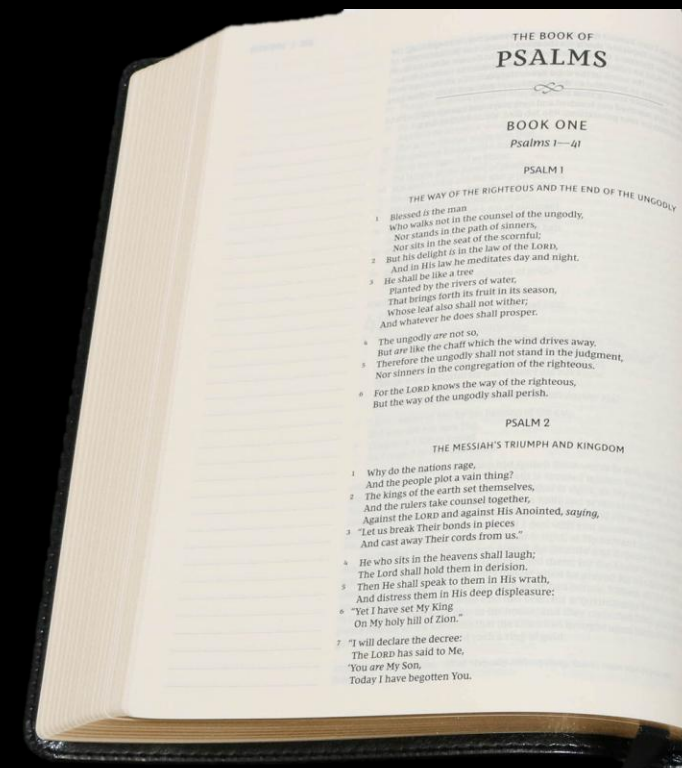 THE BOOK OF
PSALMS
BOOK ONE
Psalms 1—41
PSALM 1
THE WAY OF THE RIGHTEOUS AND THE END OF THE UNGODLY
1 Blessed is the man
Who walks not in the counsel of the ungodly,
Nor stands in the path of sinners,
Nor sits in the seat of the scornful;
2 But his delight is in the law of the LORD,
And in His law he meditates day and night.
3 He shall be like a tree
Planted by the rivers of water,
That brings forth its fruit in its season,
Whose leaf also shall not wither;
And whatever he does shall prosper.
4 The ungodly are not so,
But are like the chaff which the wind drives away.
5 Therefore the ungodly shall not stand in the judgment,
Nor sinners in the congregation of the righteous.
6 For the LORD knows the way of the righteous,
But the way of the ungodly shall perish.
PSALM 2
THE MESSIAH'S TRIUMPH AND KINGDOM
1 Why do the nations rage,
And the people plot a vain thing?
2 The kings of the earth set themselves,
And the rulers take counsel together,
Against the LORD and against His Anointed, saying,
3 "Let us break Their bonds in pieces
And cast away Their cords from us."
4 He who sits in the heavens shall laugh;
The Lord shall hold them in derision.
5 Then He shall speak to them in His wrath,
And distress them in His deep displeasure:
6 "Yet I have set My King
On My holy hill of Zion."
7 "I will declare the decree:
The LORD has said to Me,
'You are My Son,
Today I have begotten You.